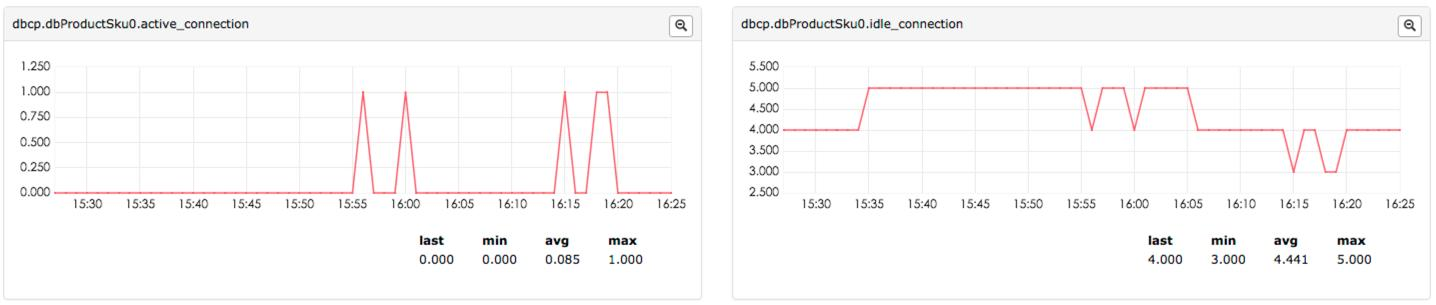 dbcp.dbProductSku0.active_connection
1.250
1.000
0.750
0.500
0.250
0.000
15:30 15:35 15:40 15:45 15:50 15:55 16:00 16:05 16:10 16:15 16:20 16:25
last min avg max
0.000 0.000 0.085 1.000
dbcp.dbProductSku0.idle_connection
5.500
5.000
4.500
4.000
3.500
3.000
2.500
15:30 15:35 15:40 15:45 15:50 15:55 16:00 16:05 16:10 16:15 16:20 16:25
last min avg max
4.000 3.000 4.441 5.000